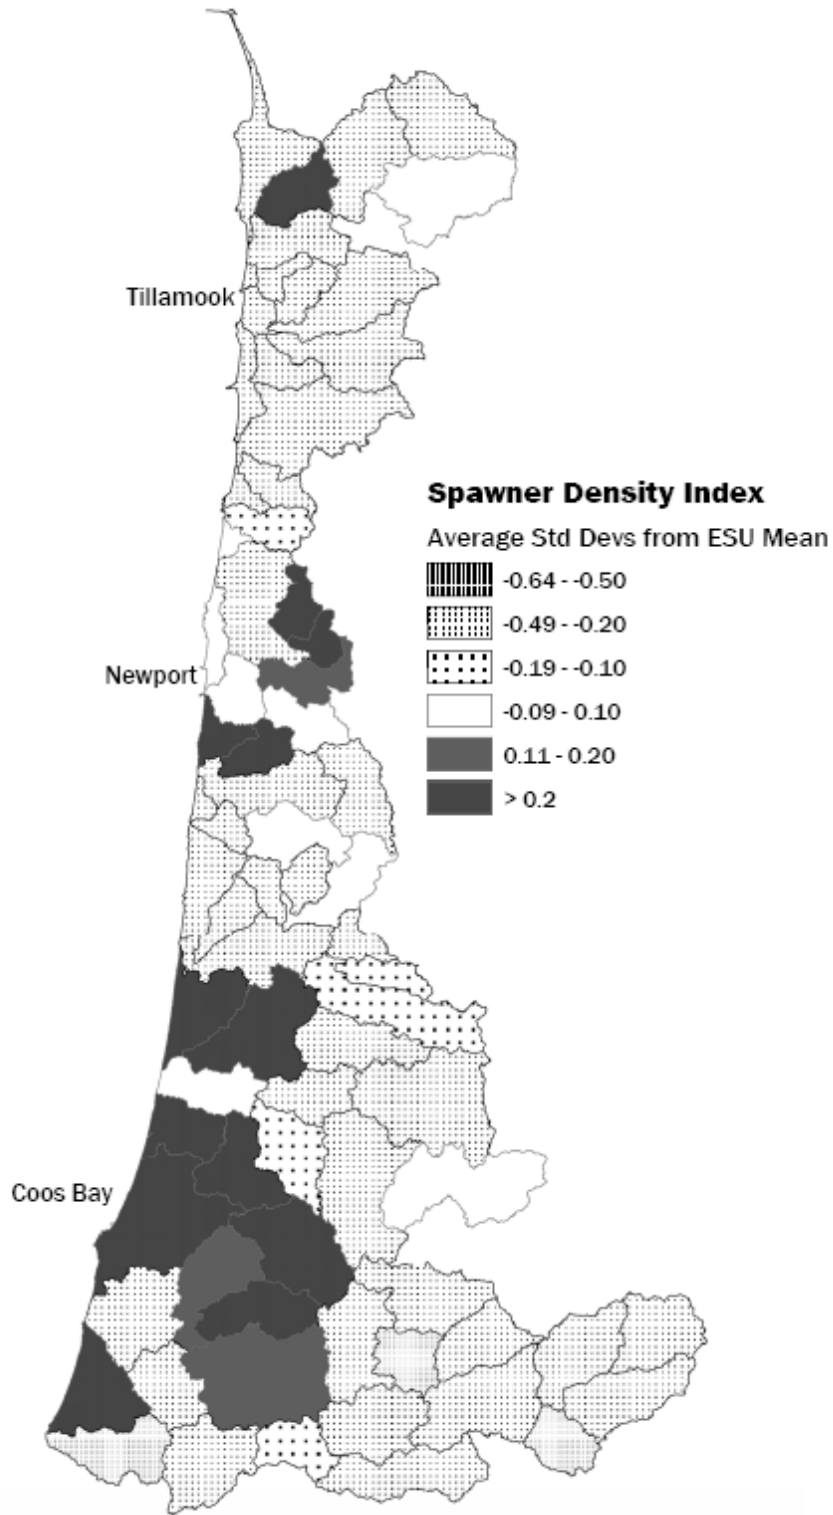 Tillamook
Spawner Density Index
Average Std Devs from ESU Mean
-0.64 - -0.50
-0.49 - -0.20
-0.19 - -0.10
-0.09 - 0.10
0.11 - 0.20
> 0.2
Newport
Coos Bay